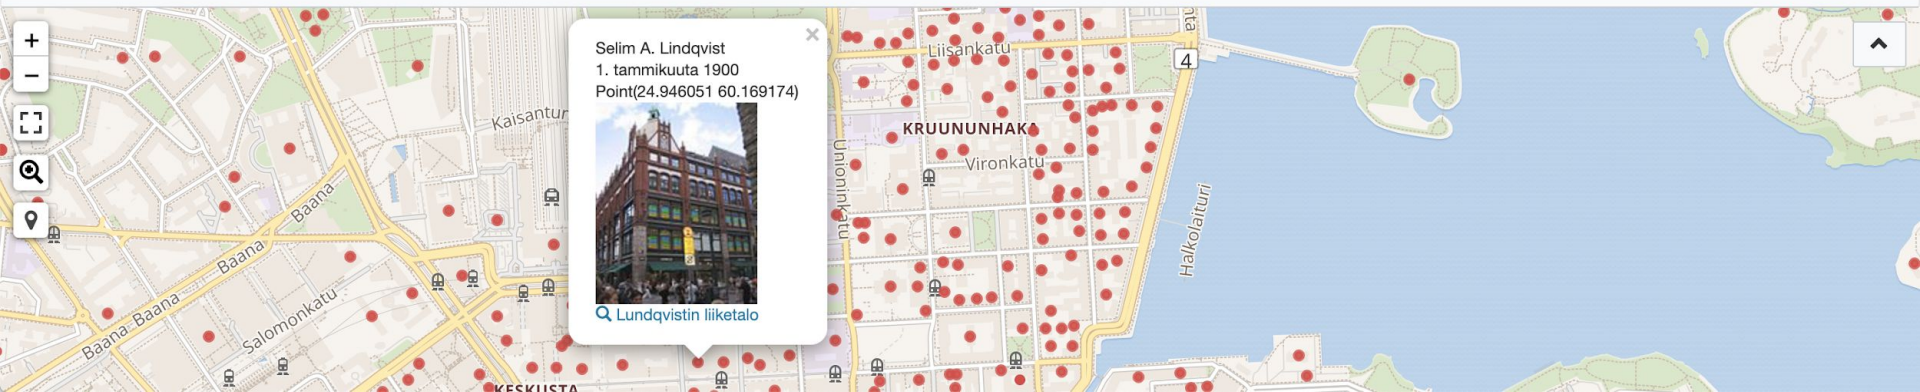 +
−
Selim A. Lindqvist
1. tammikuuta 1900
Point(24.946051 60.169174)
Lundqvistin liiketalo
×
Liisankatu
4
KRUUNUNHAKA
Vironkatu
Unioninkatu
Halkolaituri
Baana
Baana
Baana
Baana
Salomonkatu
KESKUSTA